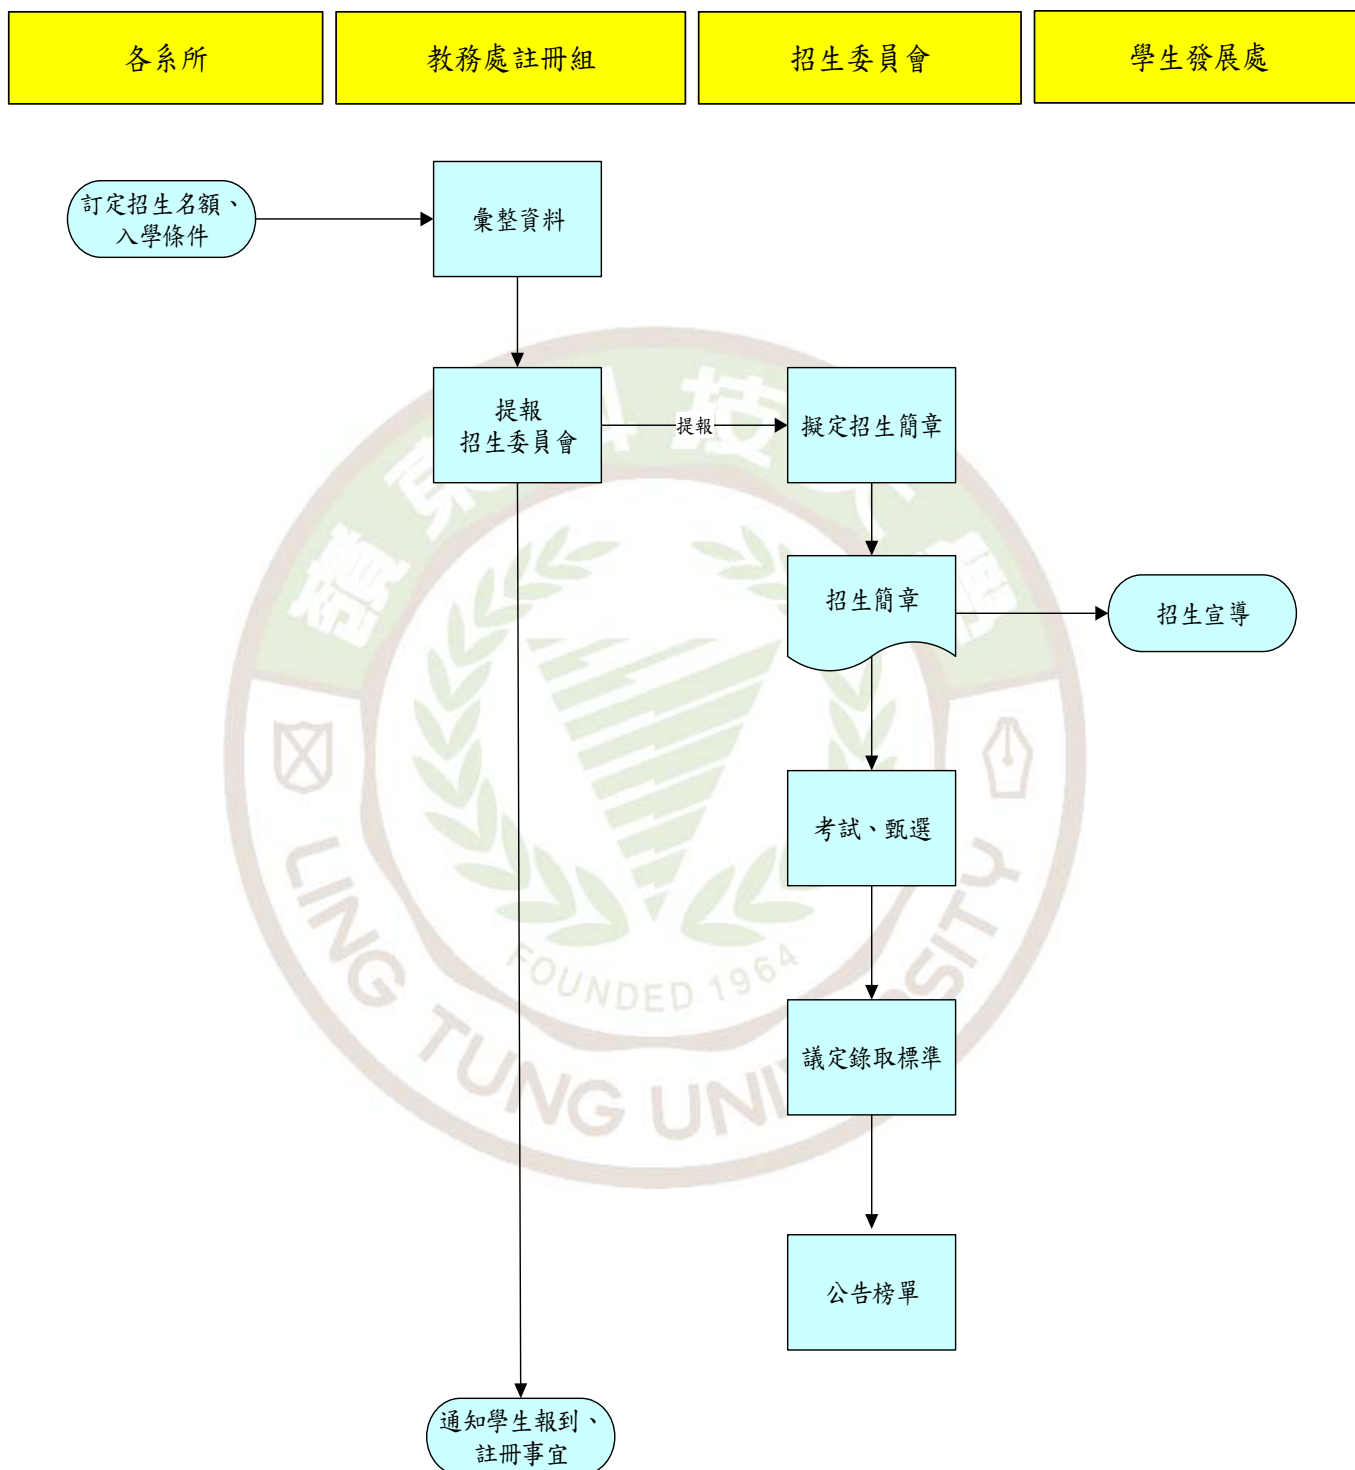 各系所
教務處註冊組
招生委員會
學生發展處
訂定招生名額、
入學條件
彙整資料
提報
招生委員會
提報
擬定招生簡章
招生簡章
招生宣導
考試、甄選
議定錄取標準
公告榜單
通知學生報到、
註冊事宜
FOUNDED 1964
LING TUNG